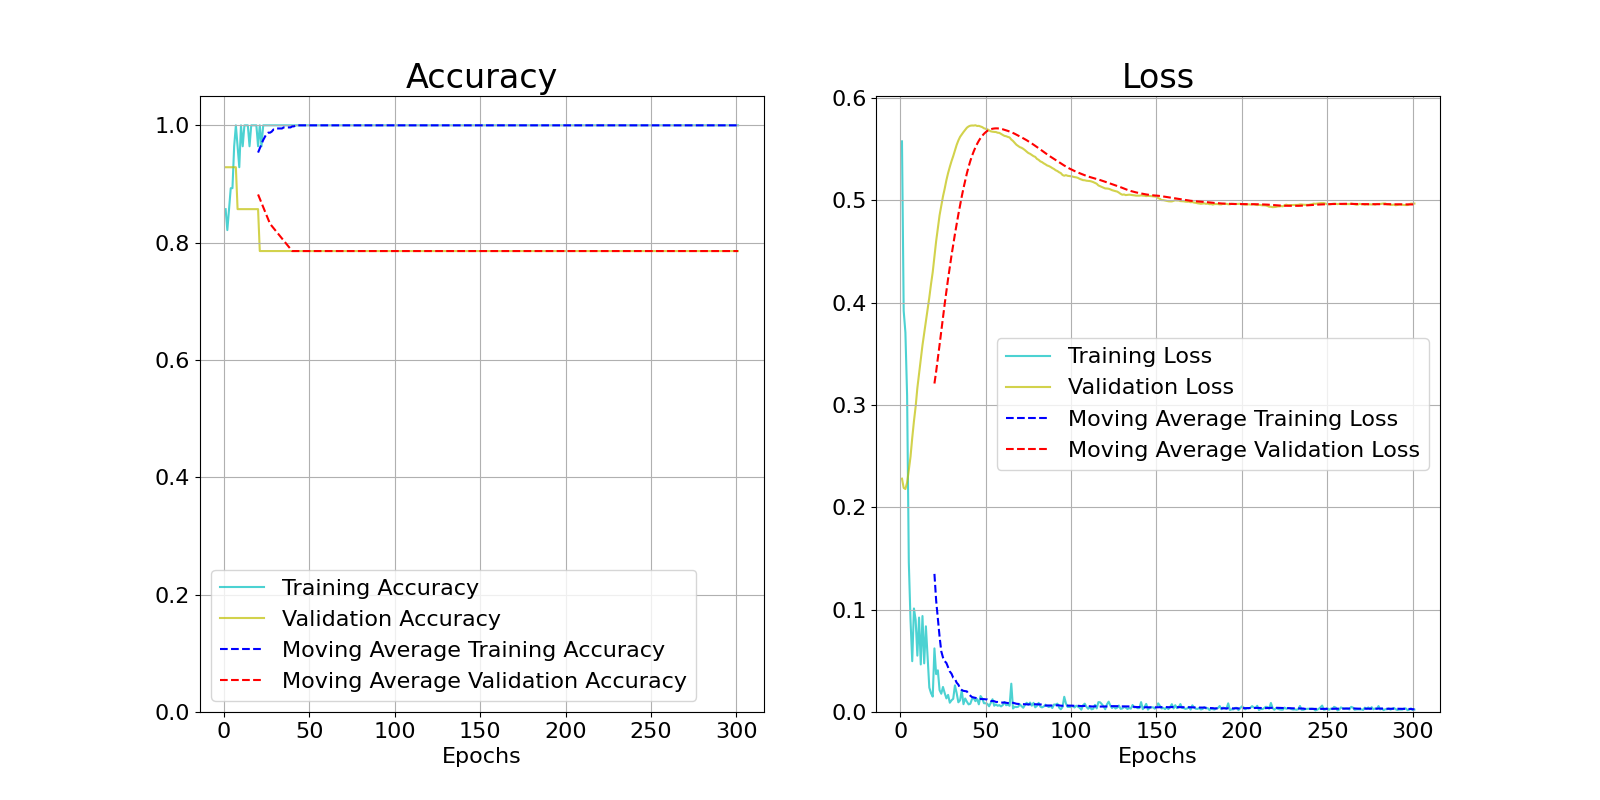 Accuracy
1.0
0.8
0.6
0.4
0.2
0.0
Training Accuracy
Validation Accuracy
Moving Average Training Accuracy
Moving Average Validation Accuracy
0 50 100 150 200 250 300
Epochs
Loss
0.6
0.5
0.4
0.3
0.2
0.1
0.0
Training Loss
Validation Loss
Moving Average Training Loss
Moving Average Validation Loss
0 50 100 150 200 250 300
Epochs